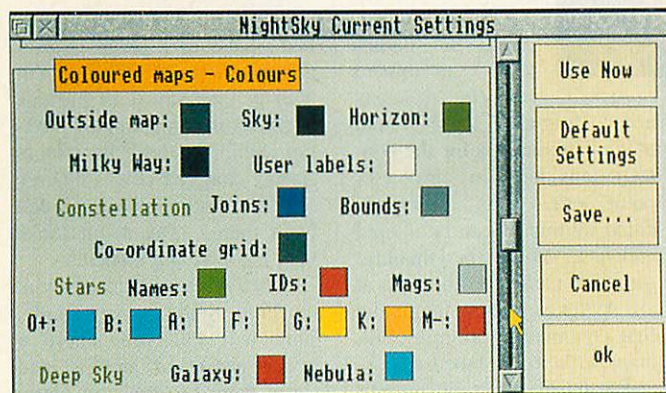 NightSky Current Settings
Coloured maps - Colours
Outside map: Sky: Horizon:
Milky Way: User labels:
Constellation Joins: Bounds:
Co-ordinate grid:
Stars Names: IDs: Mags:
O+: B: A: F: G: K: M-:
Deep Sky Galaxy: Nebula:
Use Now
Default
Settings
Save...
Cancel
ok